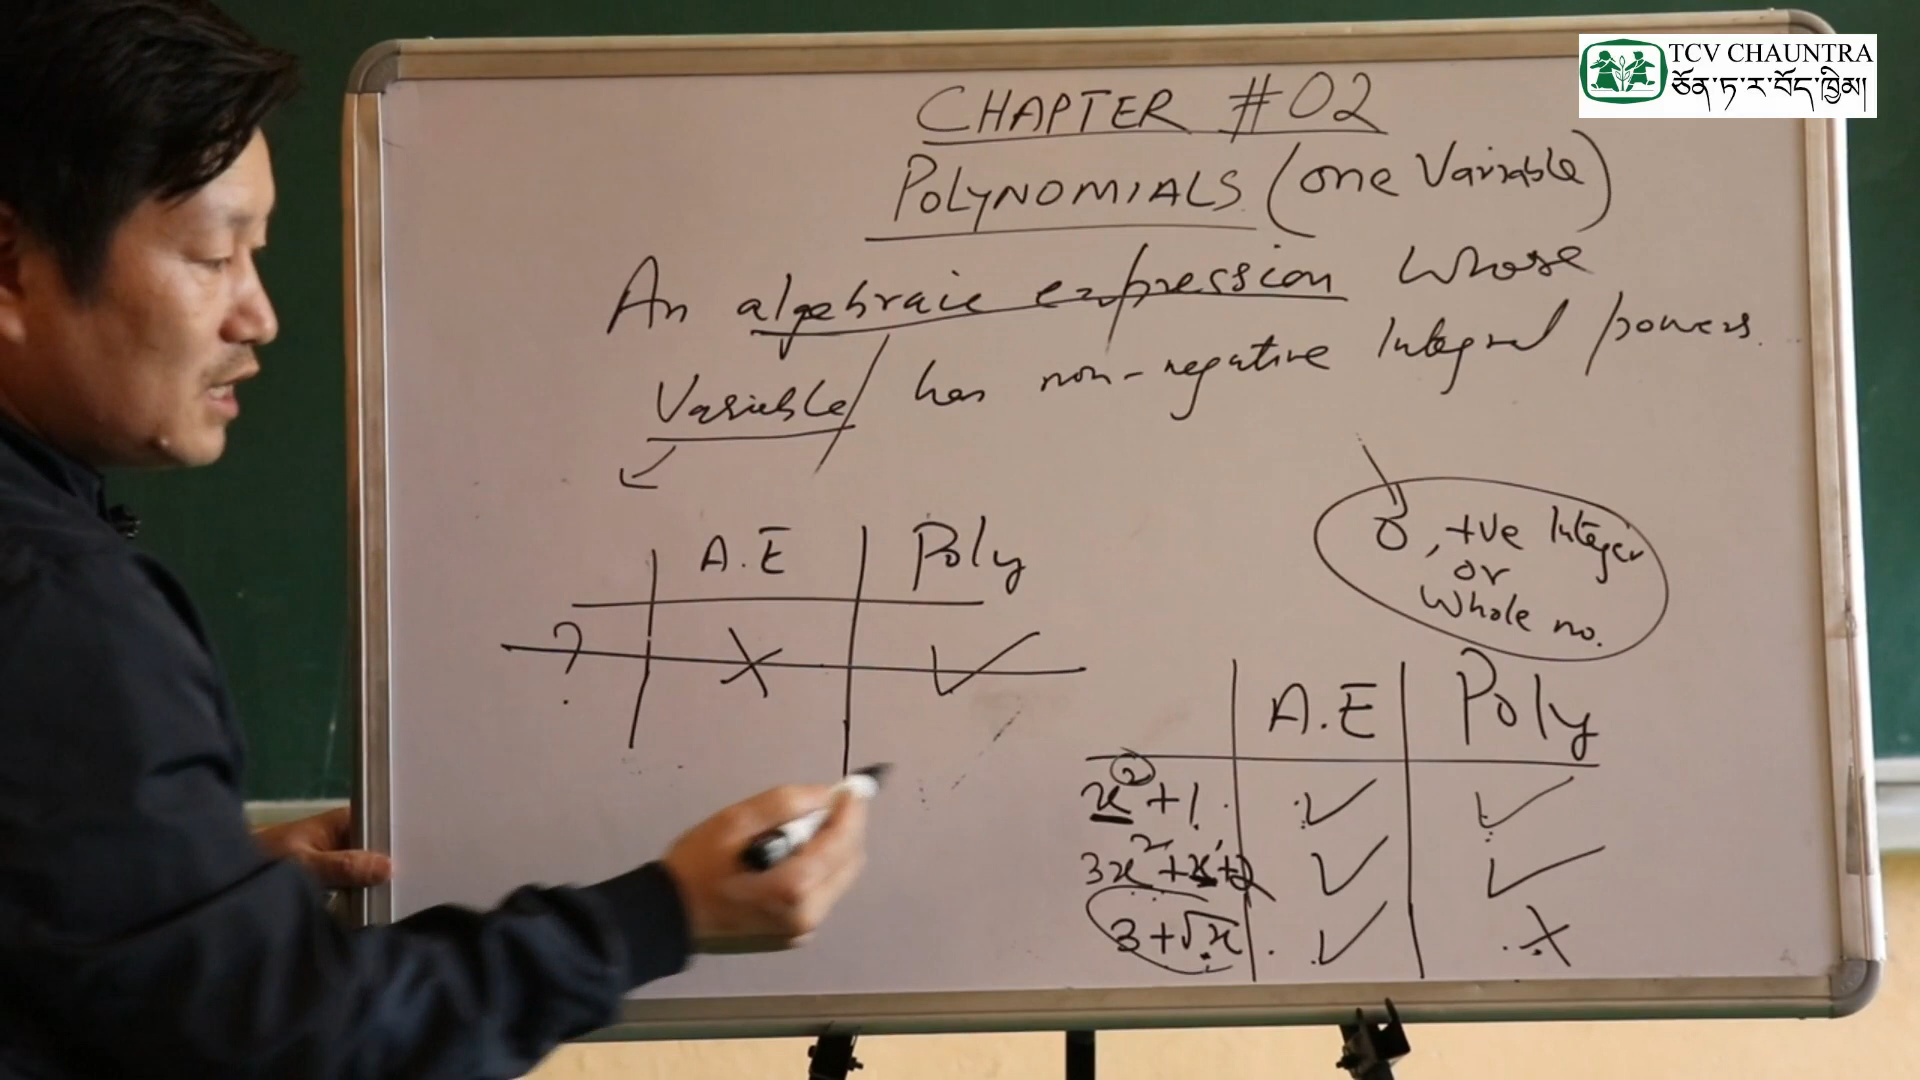 TCV CHAUNTRA
ཅོན་ཏ་ར་བོད་ཁྱིམ།
CHAPTER #02
POLYNOMIALS (one Variable)
An algebraic expression whose
Variable has non-negative Integral powers.
0, +ve Integer
or
Whole no.
A.E Poly
? X ✓
A.E Poly
x²+1 ✓ ✓
3x²+x¹+2 ✓ ✓
3+√x ✓ X